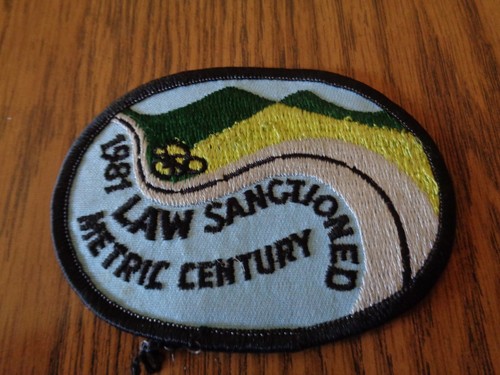 1981 LAW SANCTIONED
METRIC CENTURY